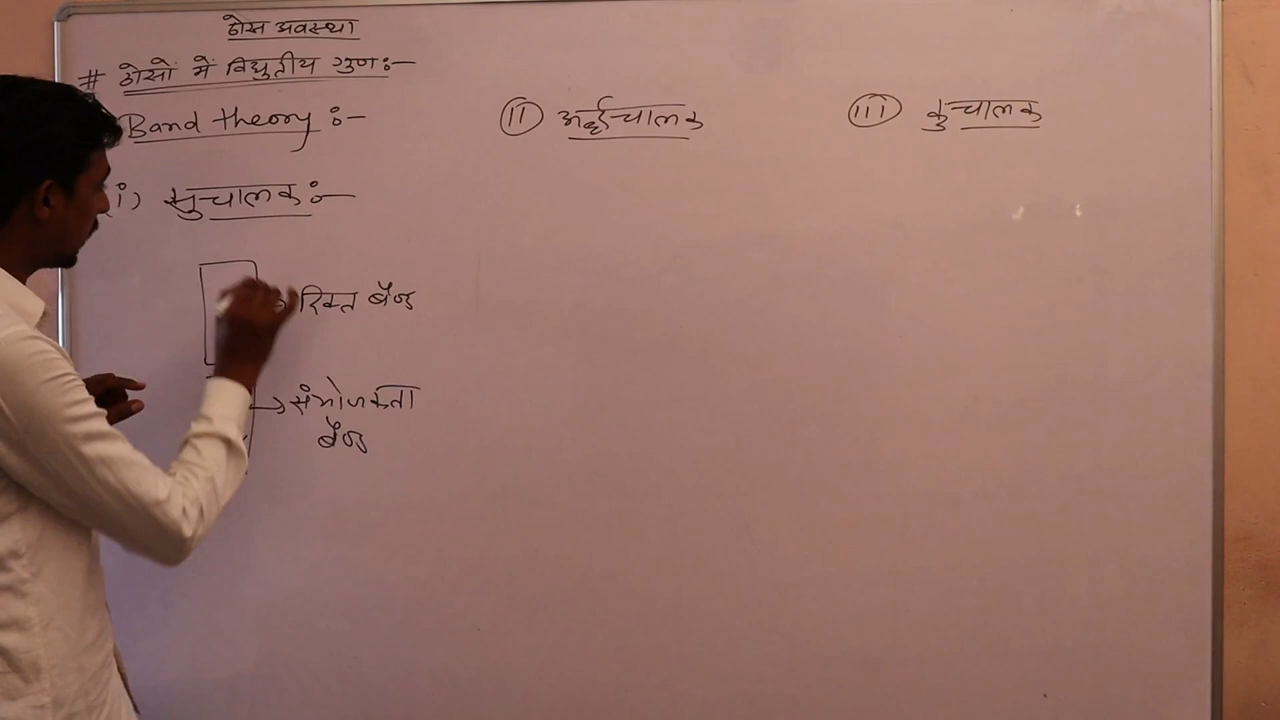 ठोस अवस्था
# ठोसों में विद्युतीय गुण :-
Band theory :-
(i) सुचालक :-
(ii) अर्द्धचालक
(iii) कुचालक
रिक्त बैण्ड
→ संयोजकता
बैण्ड